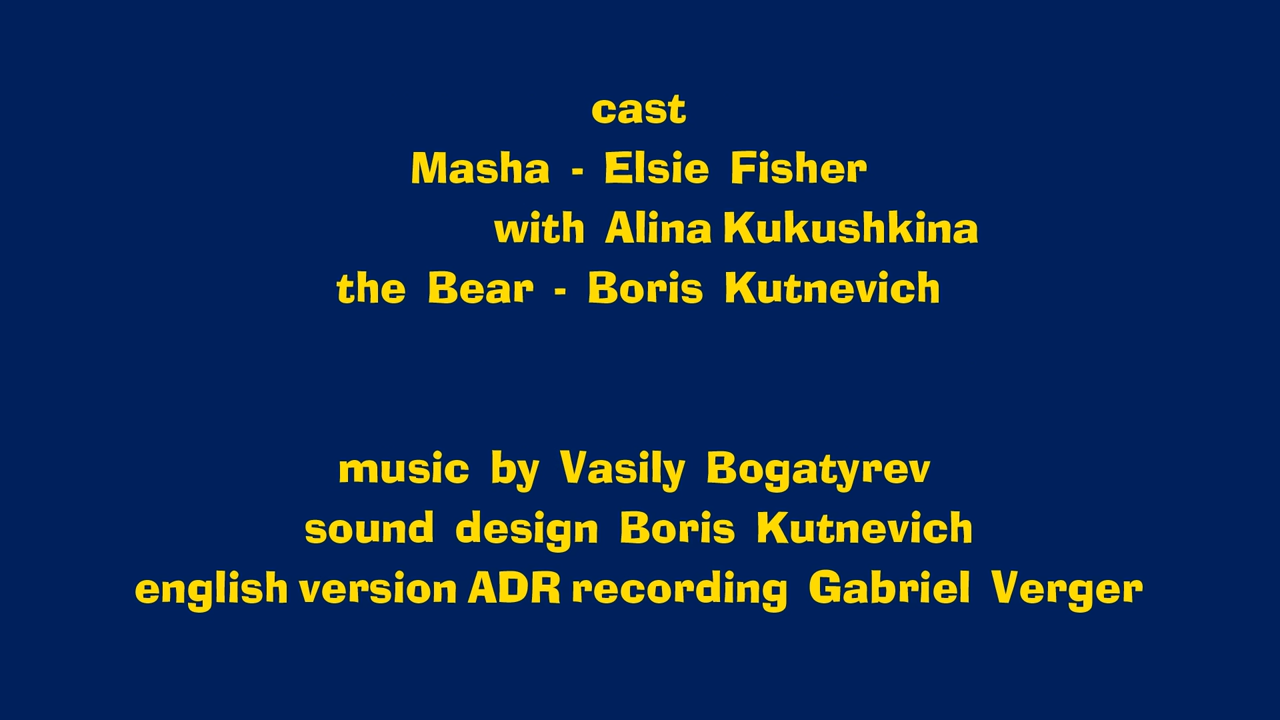 cast
Masha - Elsie Fisher
with Alina Kukushkina
the Bear - Boris Kutnevich
music by Vasily Bogatyrev
sound design Boris Kutnevich
english version ADR recording Gabriel Verger